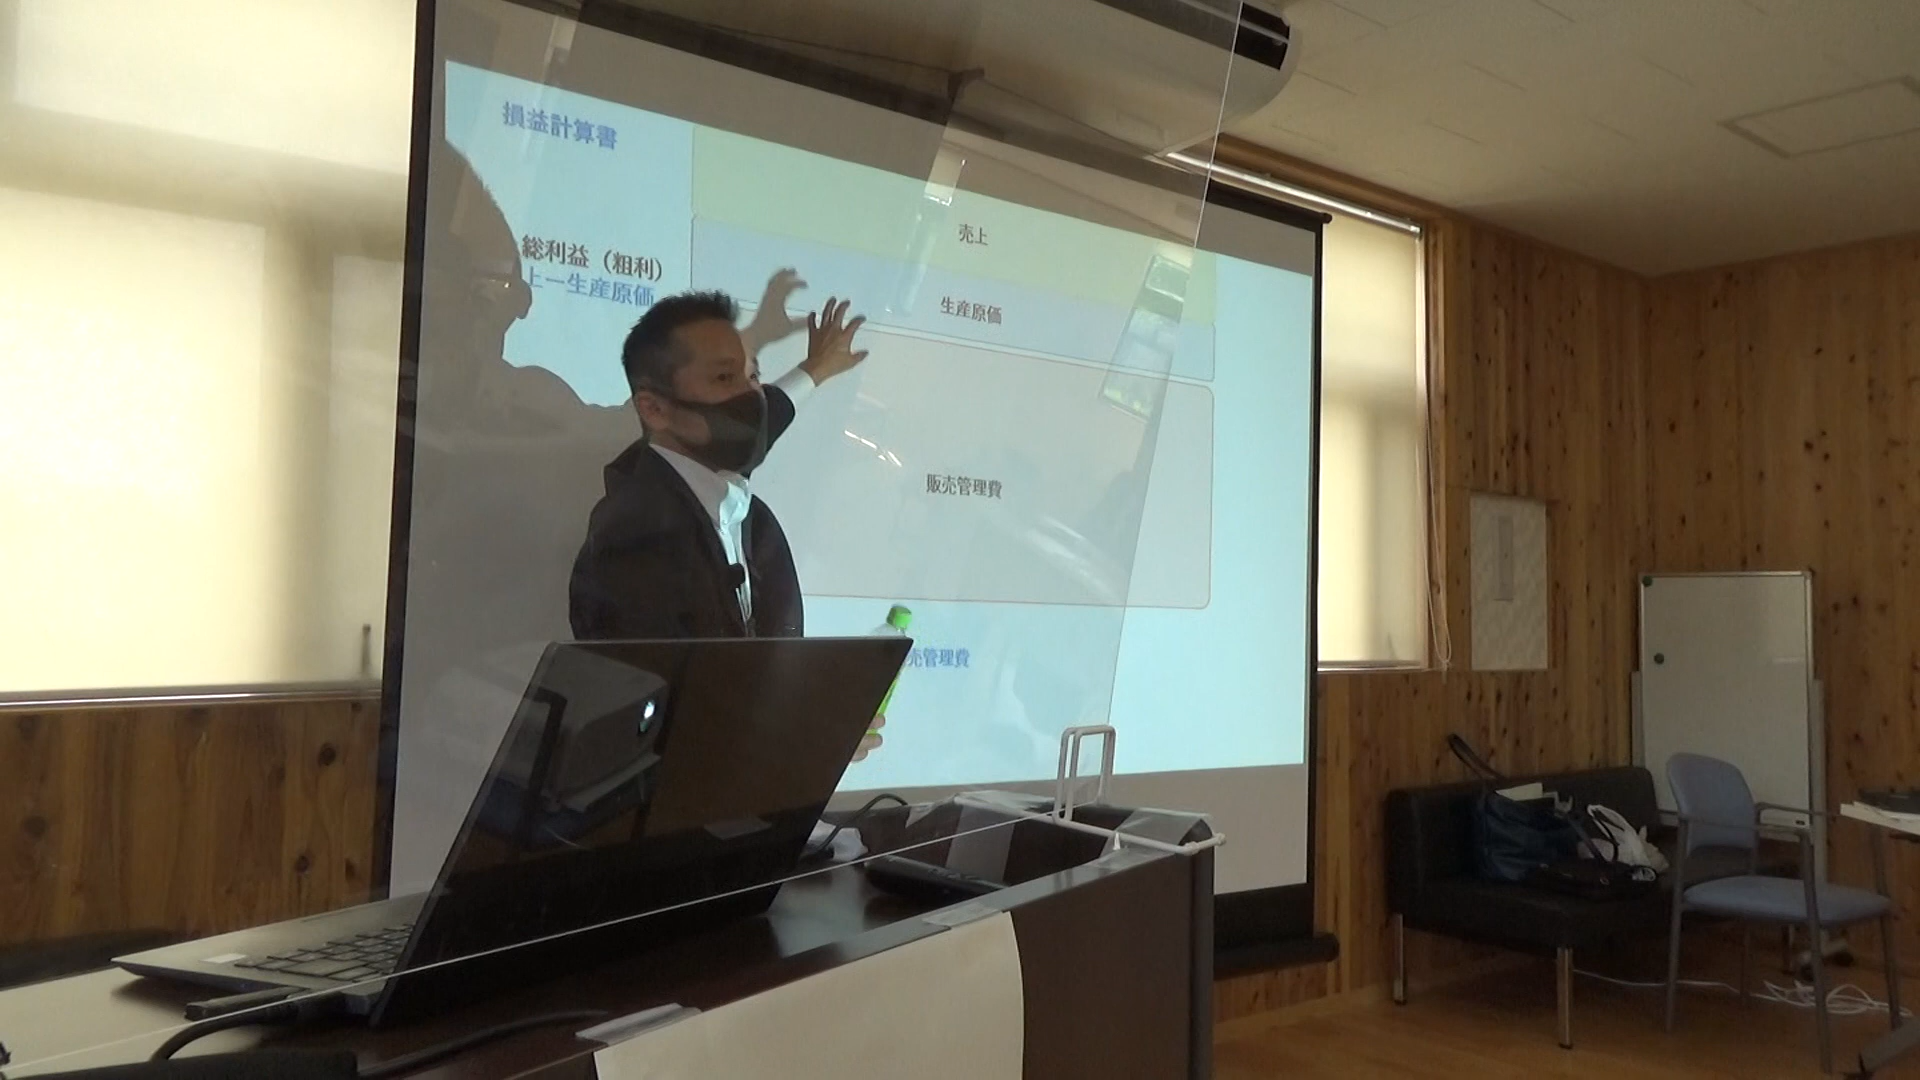 損益計算書
売上
総利益（粗利）
上ー生産原価
生産原価
販売管理費
売管理費